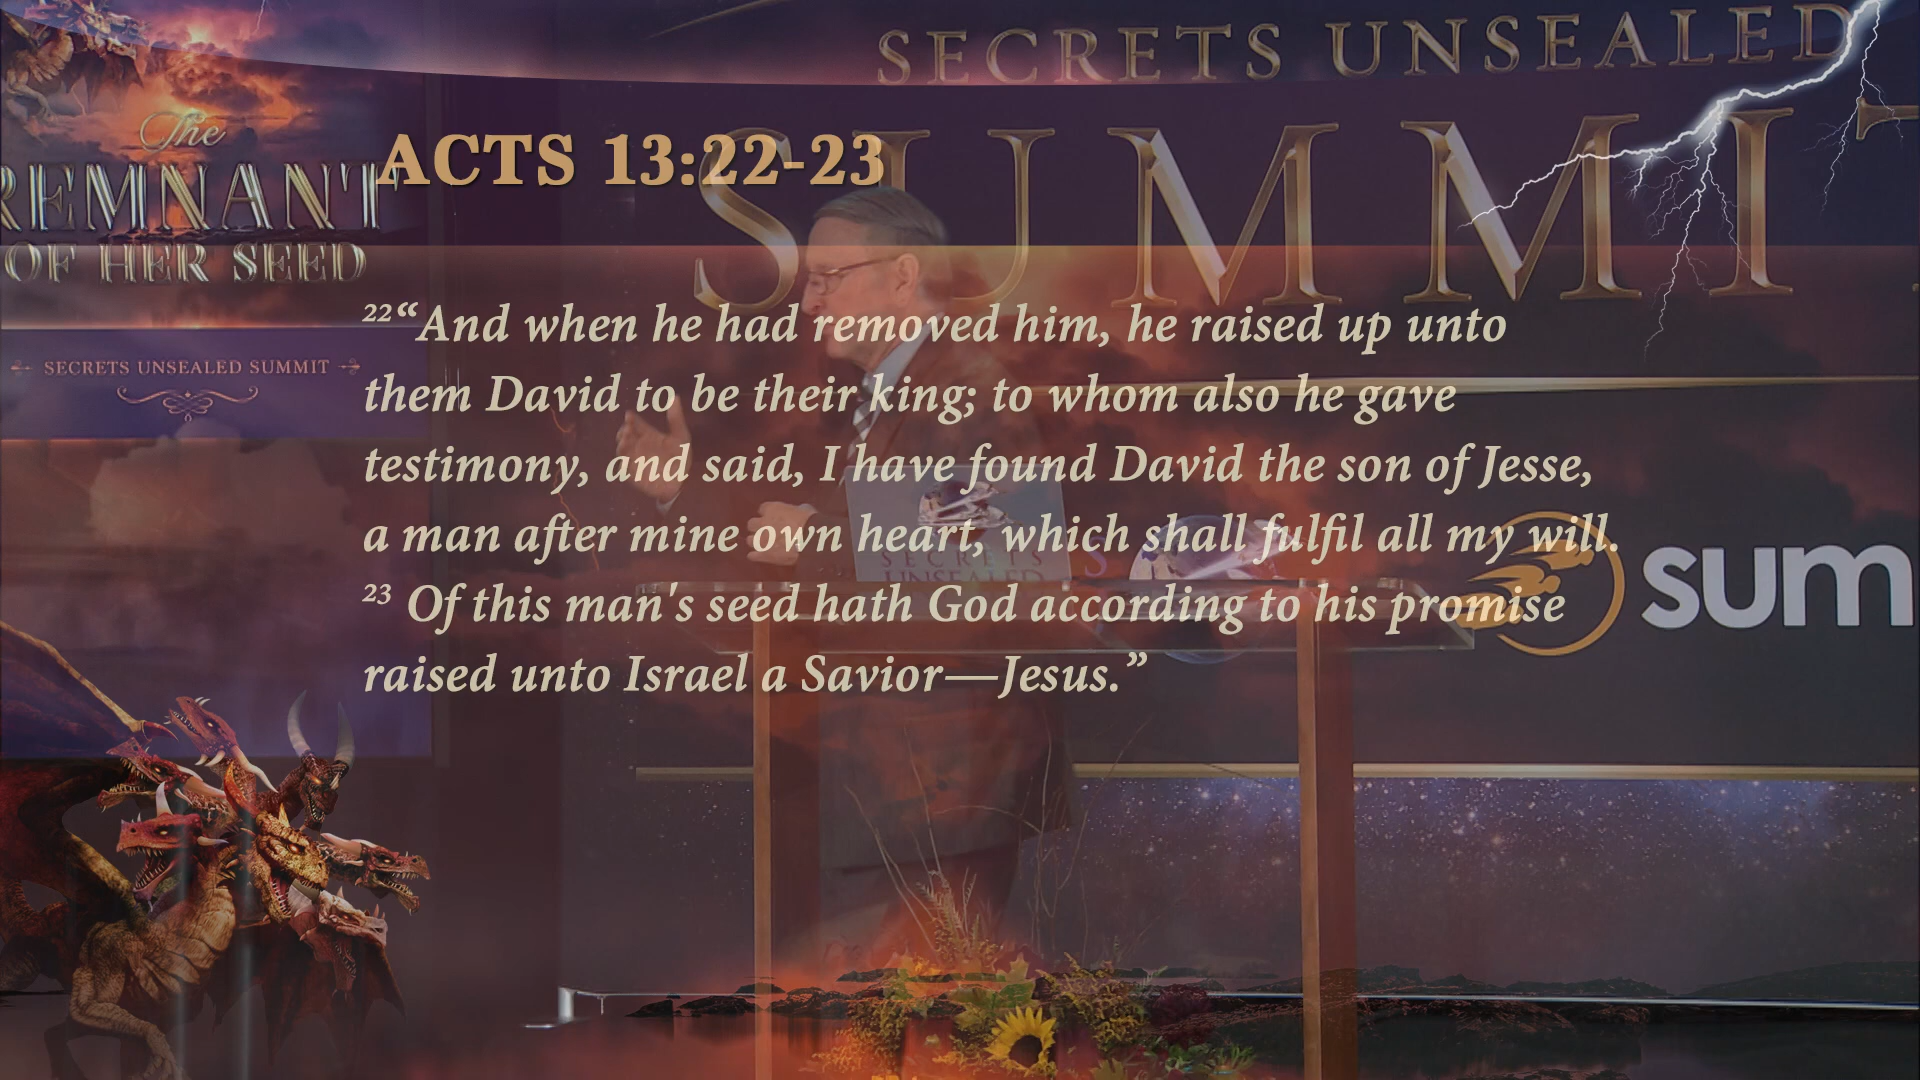 SECRETS UNSEALED
SUMMIT
The
REMNANT
OF HER SEED
SECRETS UNSEALED SUMMIT
ACTS 13:22-23
22“And when he had removed him, he raised up unto
them David to be their king; to whom also he gave
testimony, and said, I have found David the son of Jesse,
a man after mine own heart, which shall fulfil all my will.
23 Of this man's seed hath God according to his promise
raised unto Israel a Savior—Jesus.”
SECRETS
UNSEALED
S
sum